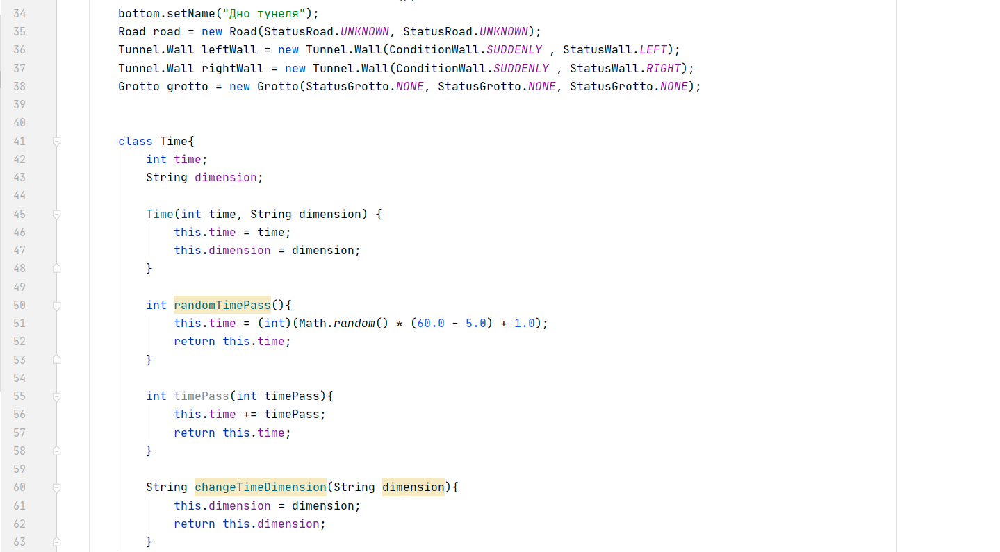 34 bottom.setName("Дно тунеля");
35 Road road = new Road(StatusRoad.UNKNOWN, StatusRoad.UNKNOWN);
36 Tunnel.Wall leftWall = new Tunnel.Wall(ConditionWall.SUDDENLY , StatusWall.LEFT);
37 Tunnel.Wall rightWall = new Tunnel.Wall(ConditionWall.SUDDENLY , StatusWall.RIGHT);
38 Grotto grotto = new Grotto(StatusGrotto.NONE, StatusGrotto.NONE, StatusGrotto.NONE);
39
40
41 class Time{
42 int time;
43 String dimension;
44
45 Time(int time, String dimension) {
46 this.time = time;
47 this.dimension = dimension;
48 }
49
50 int randomTimePass(){
51 this.time = (int)(Math.random() * (60.0 - 5.0) + 1.0);
52 return this.time;
53 }
54
55 int timePass(int timePass){
56 this.time += timePass;
57 return this.time;
58 }
59
60 String changeTimeDimension(String dimension){
61 this.dimension = dimension;
62 return this.dimension;
63 }